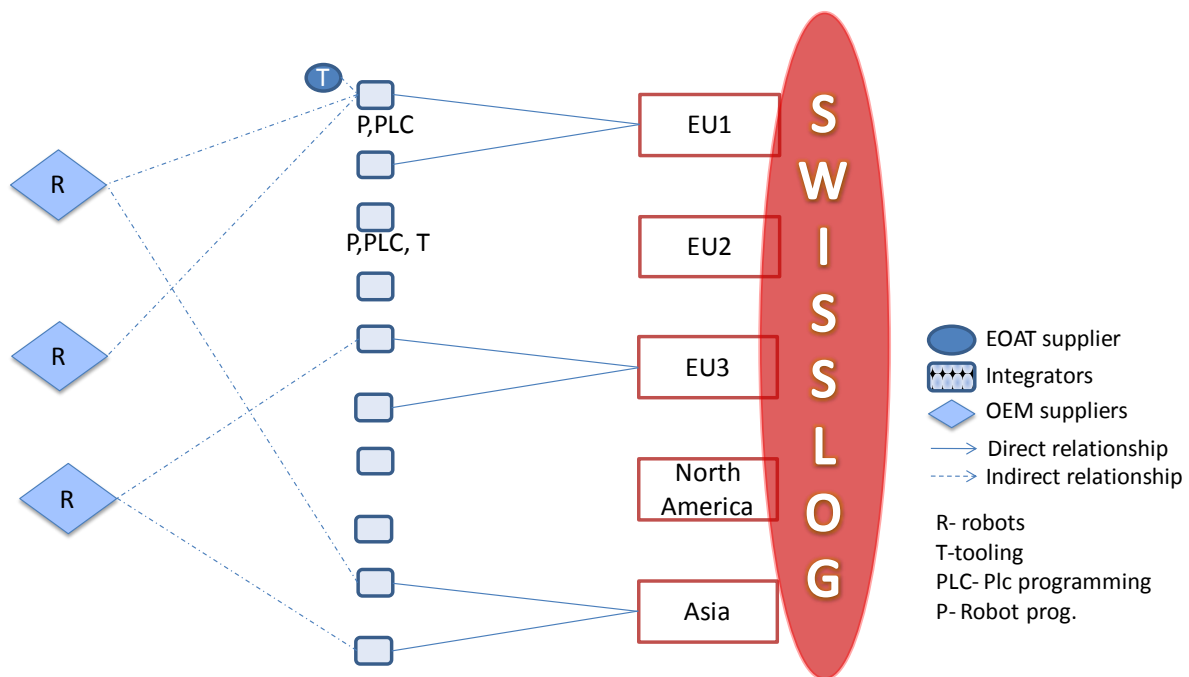 T
P,PLC
R
P,PLC, T
R
R
EU1
EU2
EU3
North
America
Asia
SWISSLOG
EOAT supplier
Integrators
OEM suppliers
Direct relationship
Indirect relationship
R- robots
T-tooling
PLC- Plc programming
P- Robot prog.